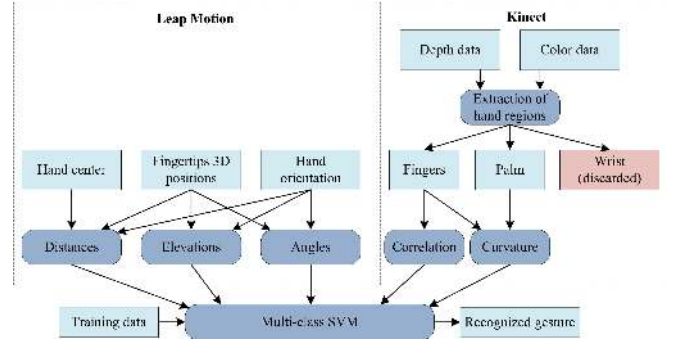 Leap Motion
Kinect
Depth data
Color data
Extraction of
hand regions
Hand center
Fingertips 3D
positions
Hand
orientation
Fingers
Palm
Wrist
(discarded)
Distances
Elevations
Angles
Correlation
Curvature
Training data
Multi-class SVM
Recognized gesture